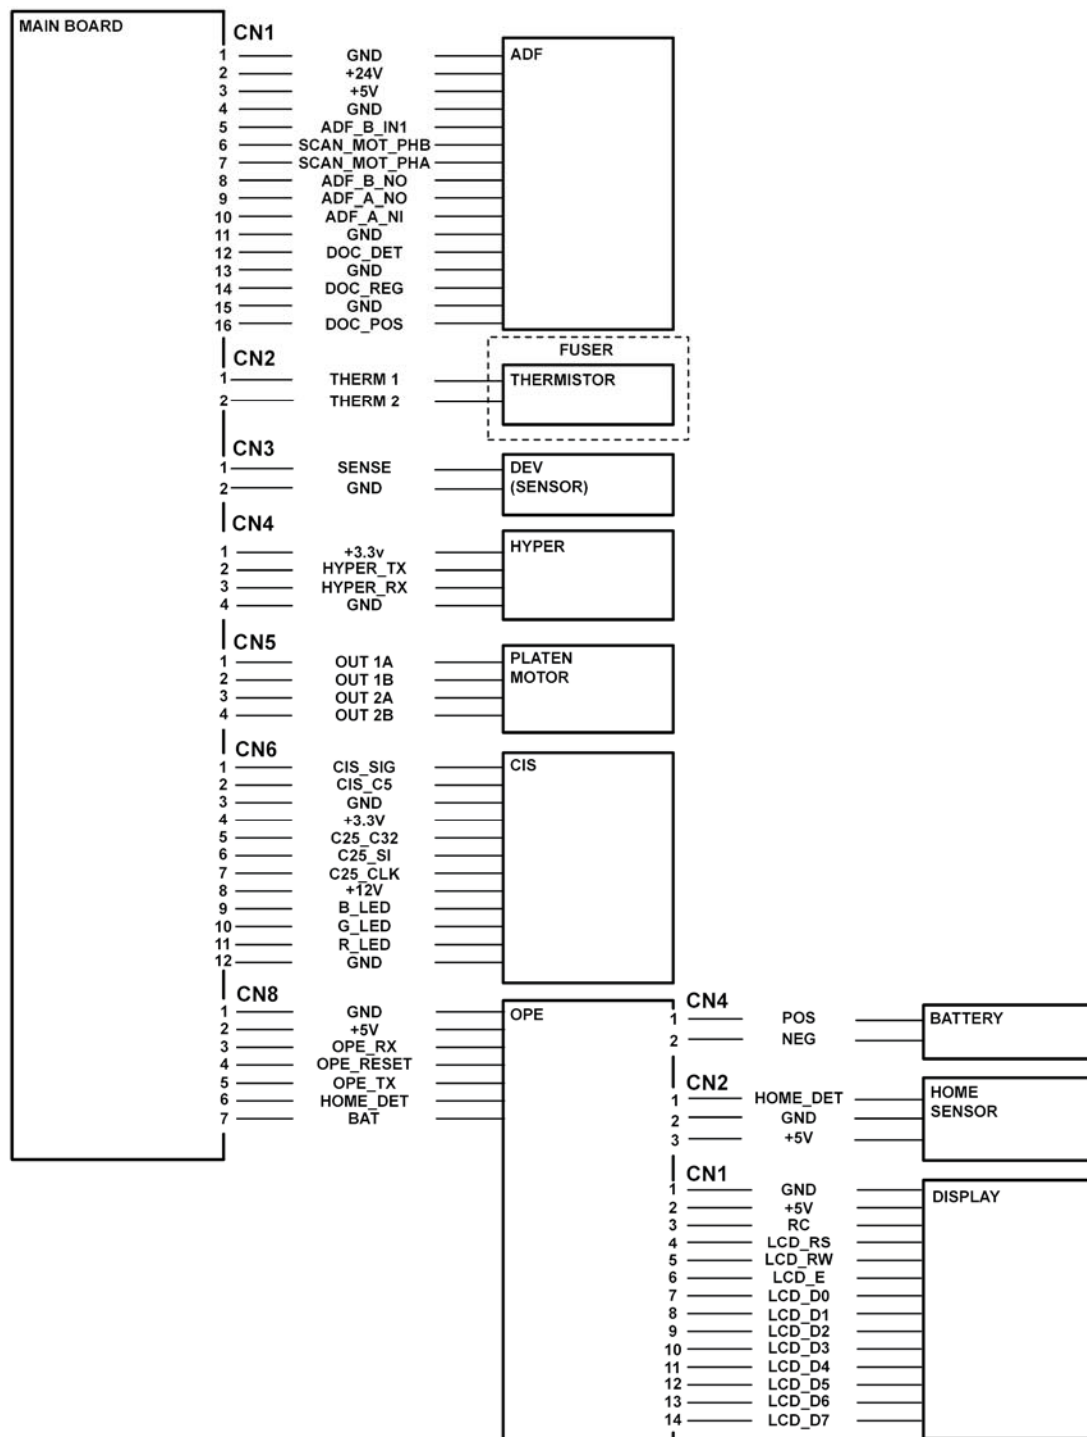 MAIN BOARD
CN1
1 GND ADF
2 +24V
3 +5V
4 GND
5 ADF_B_IN1
6 SCAN_MOT_PHB
7 SCAN_MOT_PHA
8 ADF_B_NO
9 ADF_A_NO
10 ADF_A_NI
11 GND
12 DOC_DET
13 GND
14 DOC_REG
15 GND
16 DOC_POS
FUSER
CN2
1 THERM 1 THERMISTOR
2 THERM 2
CN3
1 SENSE DEV
2 GND (SENSOR)
CN4
1 +3.3v HYPER
2 HYPER_TX
3 HYPER_RX
4 GND
CN5
1 OUT 1A PLATEN
2 OUT 1B MOTOR
3 OUT 2A
4 OUT 2B
CN6
1 CIS_SIG CIS
2 CIS_C5
3 GND
4 +3.3V
5 C25_C32
6 C25_SI
7 C25_CLK
8 +12V
9 B_LED
10 G_LED
11 R_LED
12 GND
CN8
1 GND OPE
2 +5V
3 OPE_RX
4 OPE_RESET
5 OPE_TX
6 HOME_DET
7 BAT
CN4
1 POS BATTERY
2 NEG
CN2
1 HOME_DET HOME
2 GND SENSOR
3 +5V
CN1
1 GND DISPLAY
2 +5V
3 RC
4 LCD_RS
5 LCD_RW
6 LCD_E
7 LCD_D0
8 LCD_D1
9 LCD_D2
10 LCD_D3
11 LCD_D4
12 LCD_D5
13 LCD_D6
14 LCD_D7